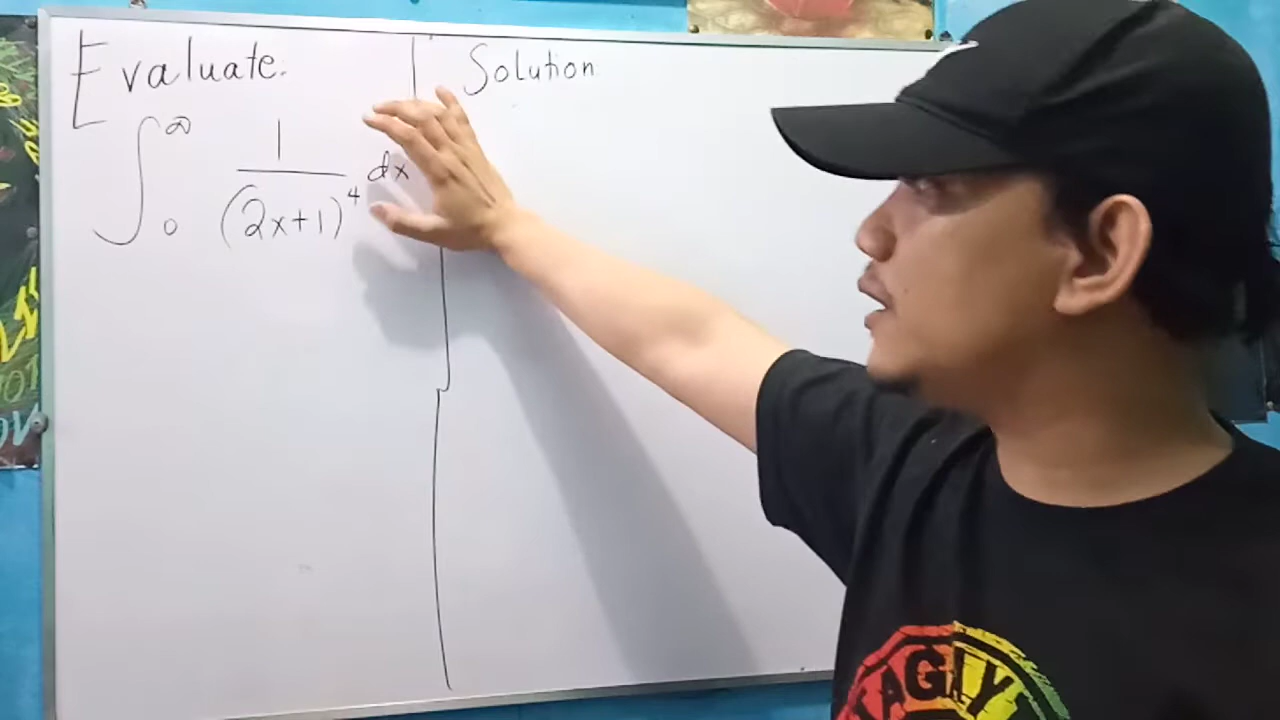 Evaluate:
∫₀^∞ 1/(2x+1)⁴ dx
Solution